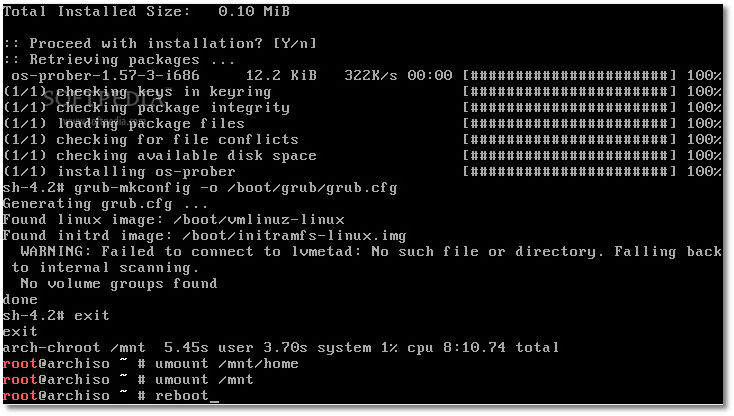 Total Installed Size:   0.10 MiB
:: Proceed with installation? [Y/n]
:: Retrieving packages ...
 os-prober-1.57-3-i686     12.2 KiB   322K/s 00:00 [######################] 100%
(1/1) checking keys in keyring                     [######################] 100%
(1/1) checking package integrity                   [######################] 100%
(1/1) loading package files                        [######################] 100%
(1/1) checking for file conflicts                  [######################] 100%
(1/1) checking available disk space                [######################] 100%
(1/1) installing os-prober                         [######################] 100%
SOFTPEDIA
sh-4.2# grub-mkconfig -o /boot/grub/grub.cfg
Generating grub.cfg ...
Found linux image: /boot/vmlinuz-linux
Found initrd image: /boot/initramfs-linux.img
  WARNING: Failed to connect to lvmetad: No such file or directory. Falling back
 to internal scanning.
  No volume groups found
done
sh-4.2# exit
exit
arch-chroot /mnt  5.45s user 3.70s system 1% cpu 8:10.74 total
root@archiso ~ # umount /mnt/home
root@archiso ~ # umount /mnt
root@archiso ~ # reboot_